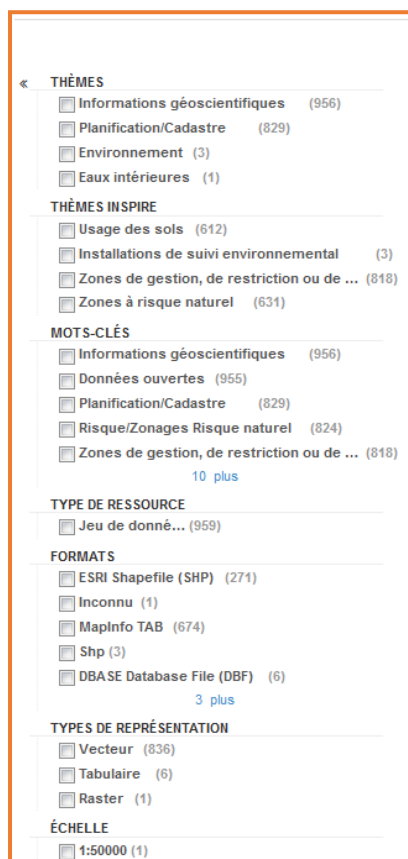 « THÈMES
Informations géoscientifiques (956)
Planification/Cadastre (829)
Environnement (3)
Eaux intérieures (1)
THÈMES INSPIRE
Usage des sols (612)
Installations de suivi environnemental (3)
Zones de gestion, de restriction ou de ... (818)
Zones à risque naturel (631)
MOTS-CLÉS
Informations géoscientifiques (956)
Données ouvertes (955)
Planification/Cadastre (829)
Risque/Zonages Risque naturel (824)
Zones de gestion, de restriction ou de ... (818)
10 plus
TYPE DE RESSOURCE
Jeu de donné... (959)
FORMATS
ESRI Shapefile (SHP) (271)
Inconnu (1)
MapInfo TAB (674)
Shp (3)
DBASE Database File (DBF) (6)
3 plus
TYPES DE REPRÉSENTATION
Vecteur (836)
Tabulaire (6)
Raster (1)
ÉCHELLE
1:50000 (1)